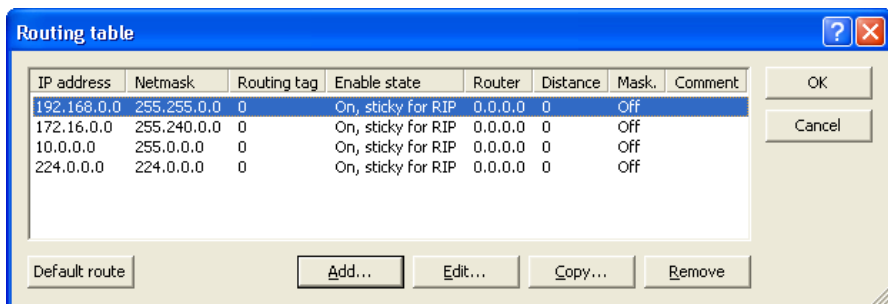 Routing table
IP address Netmask Routing tag Enable state Router Distance Mask. Comment
192.168.0.0 255.255.0.0 0 On, sticky for RIP 0.0.0.0 0 Off
172.16.0.0 255.240.0.0 0 On, sticky for RIP 0.0.0.0 0 Off
10.0.0.0 255.0.0.0 0 On, sticky for RIP 0.0.0.0 0 Off
224.0.0.0 224.0.0.0 0 On, sticky for RIP 0.0.0.0 0 Off
OK
Cancel
Default route Add... Edit... Copy... Remove